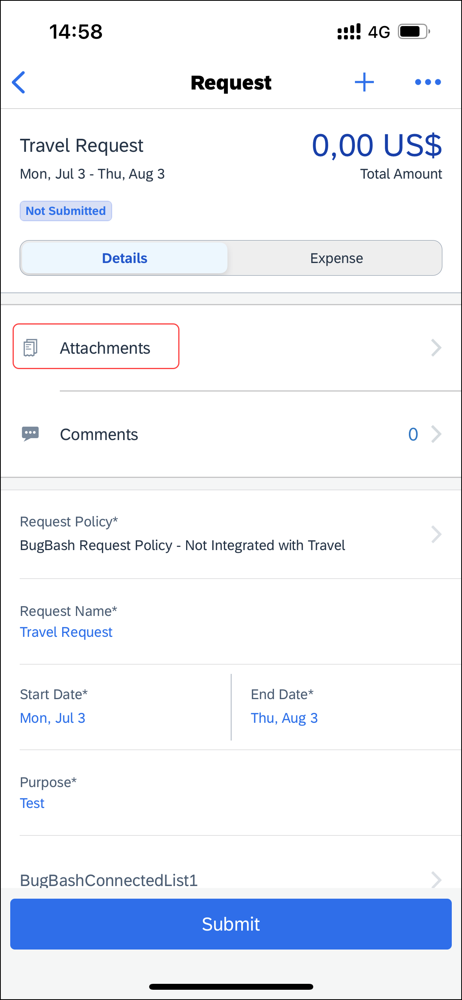 14:58
4G
Request
Travel Request
0,00 US$
Mon, Jul 3 - Thu, Aug 3
Total Amount
Not Submitted
Details
Expense
Attachments
Comments
0
Request Policy*
BugBash Request Policy - Not Integrated with Travel
Request Name*
Travel Request
Start Date*
End Date*
Mon, Jul 3
Thu, Aug 3
Purpose*
Test
BugBashConnectedList1
Submit